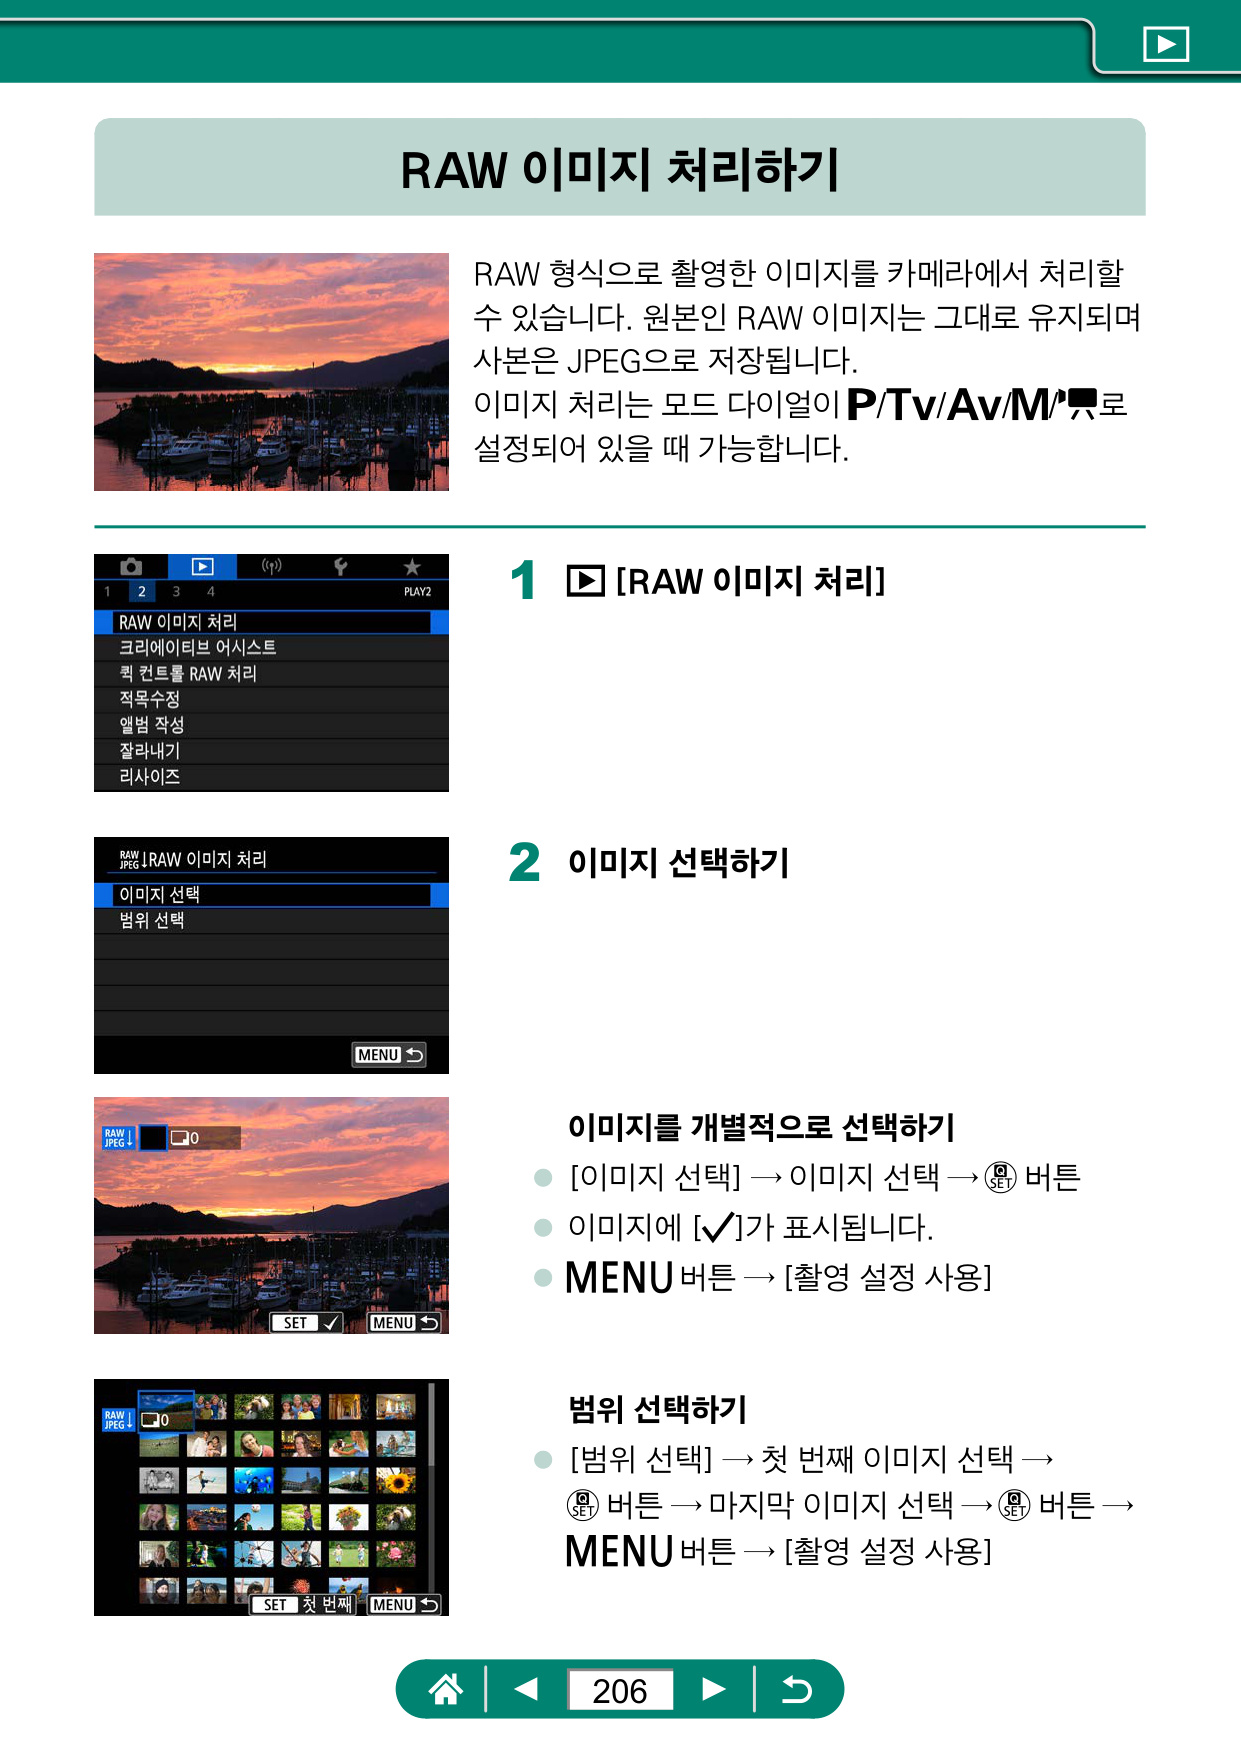 RAW 이미지 처리하기
RAW 형식으로 촬영한 이미지를 카메라에서 처리할
수 있습니다. 원본인 RAW 이미지는 그대로 유지되며
사본은 JPEG으로 저장됩니다.
이미지 처리는 모드 다이얼이 P/Tv/Av/M/로
설정되어 있을 때 가능합니다.
1 2 3 4 PLAY2
RAW 이미지 처리
크리에이티브 어시스트
퀵 컨트롤 RAW 처리
적목수정
앨범 작성
잘라내기
리사이즈
1 [RAW 이미지 처리]
RAW JPEG↓RAW 이미지 처리
이미지 선택
범위 선택
MENU
2 이미지 선택하기
RAW JPEG↓ 0
SET ✓ MENU
이미지를 개별적으로 선택하기
● [이미지 선택] → 이미지 선택 → Q SET 버튼
● 이미지에 [✓]가 표시됩니다.
● MENU 버튼 → [촬영 설정 사용]
RAW JPEG↓ 0
SET 첫 번째 MENU
범위 선택하기
● [범위 선택] → 첫 번째 이미지 선택 →
Q SET 버튼 → 마지막 이미지 선택 → Q SET 버튼 →
MENU 버튼 → [촬영 설정 사용]
206